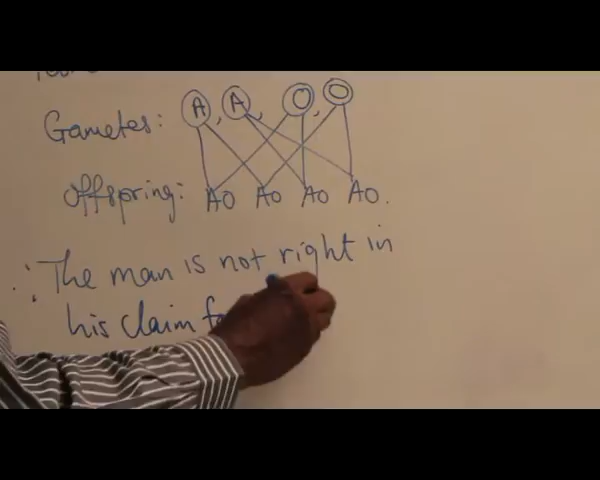 Gametes: A, A, O, O
Offspring: AO AO AO AO.
∴ The man is not right in
his claim